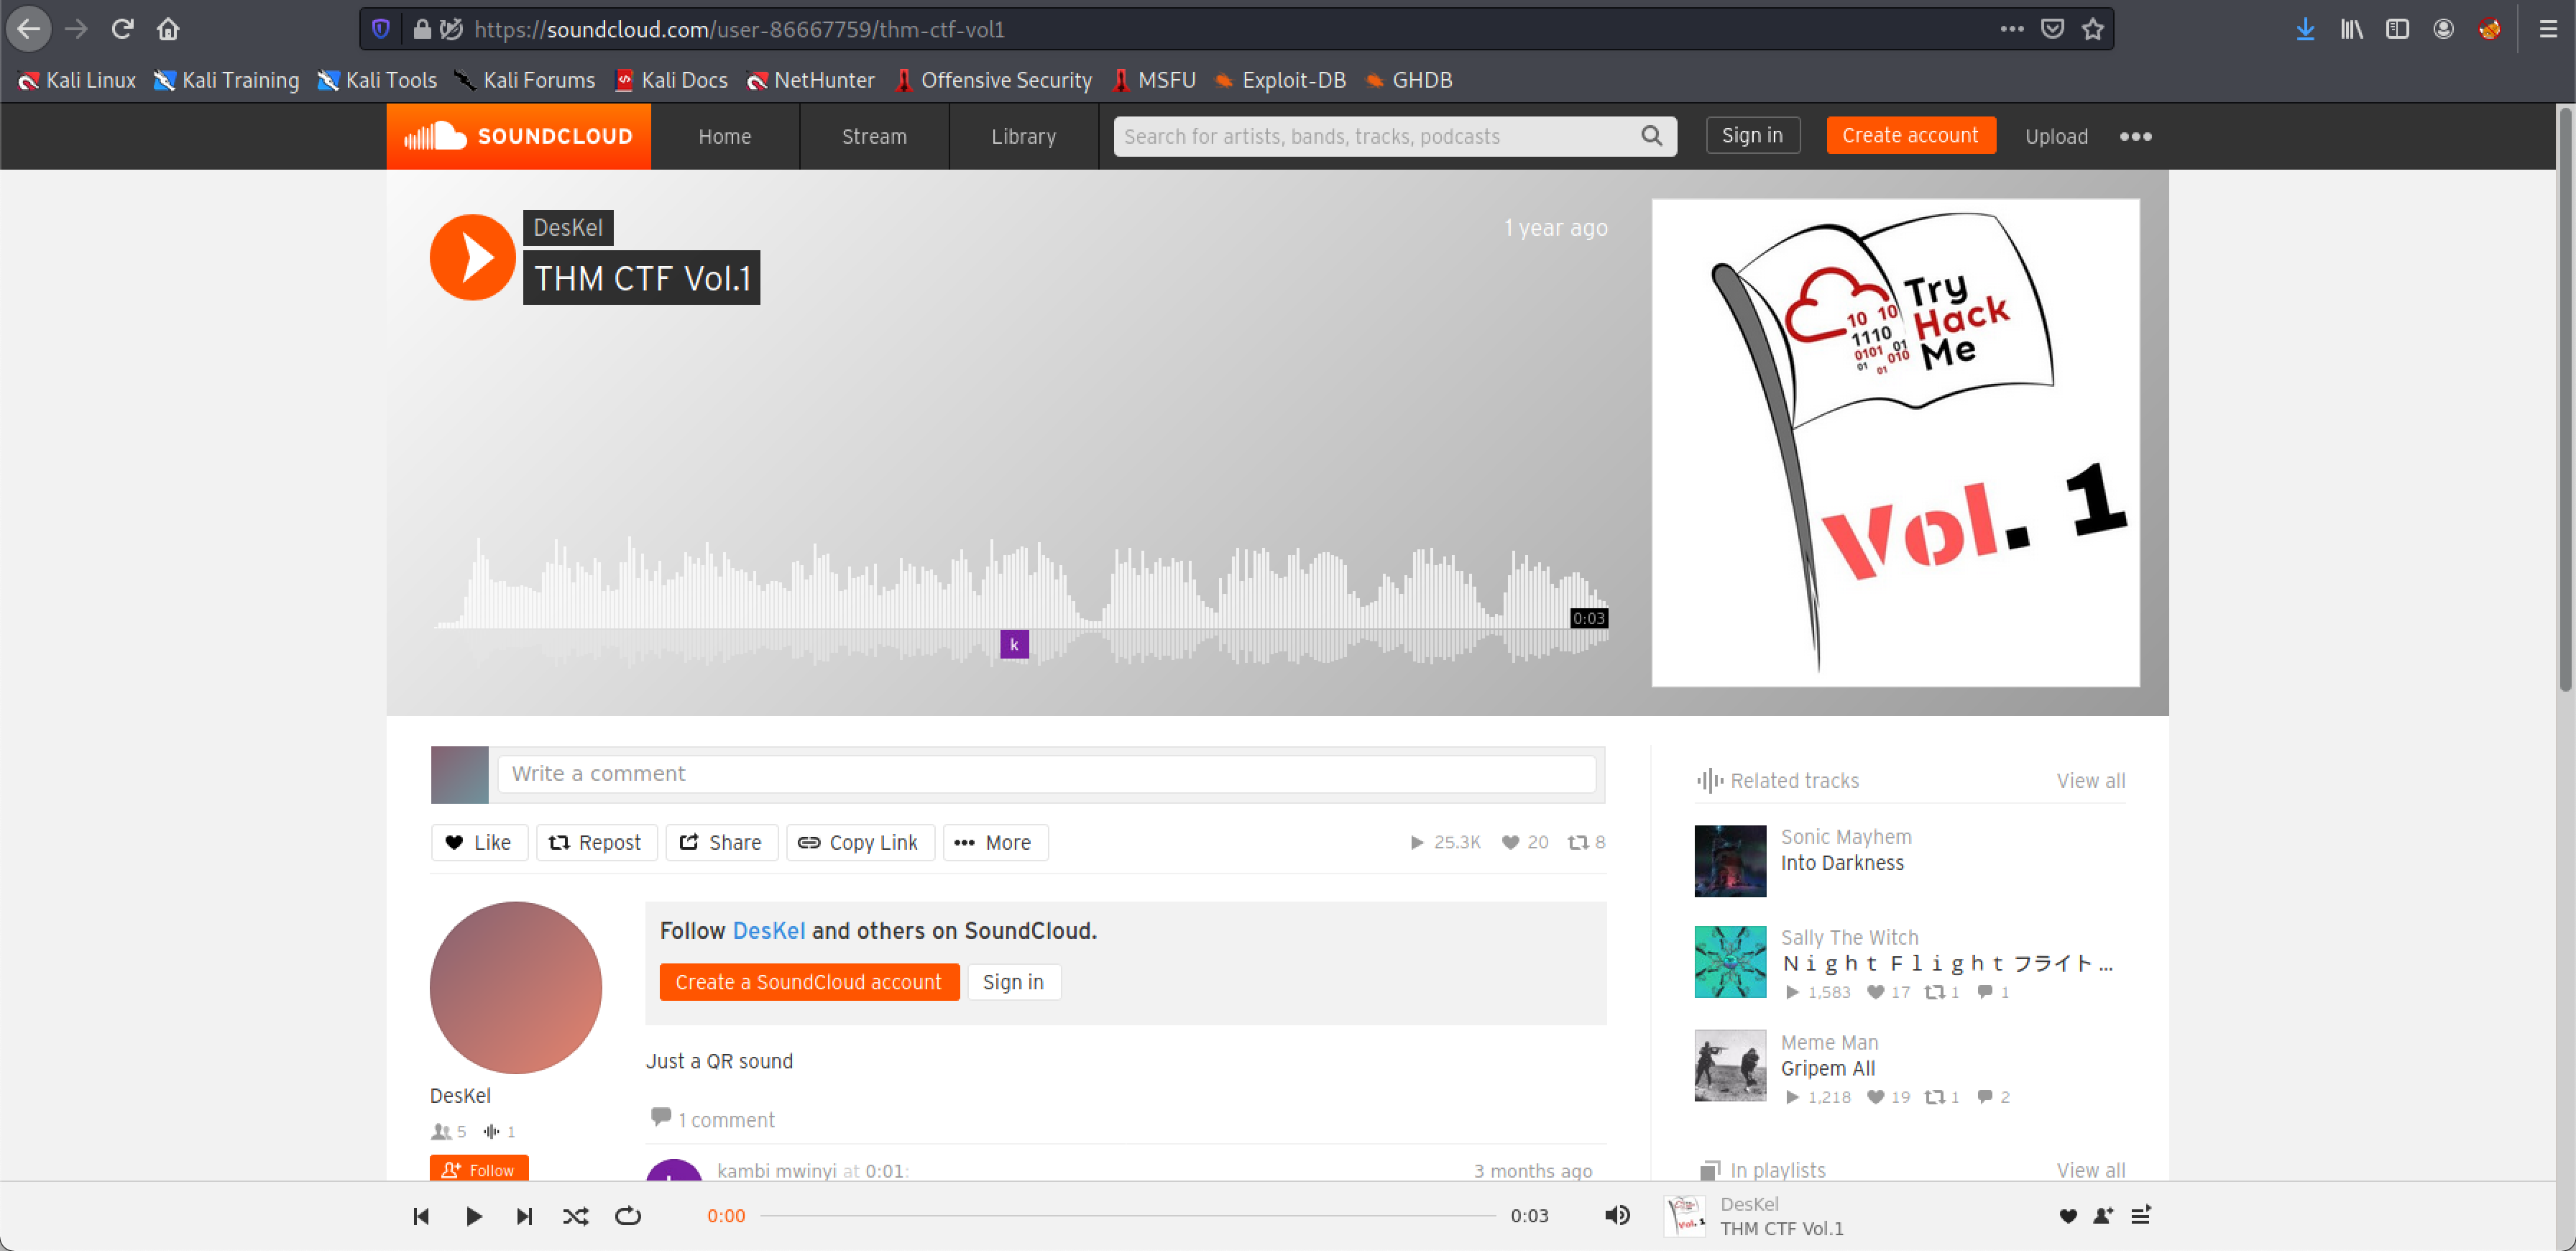 https://soundcloud.com/user-86667759/thm-ctf-vol1
Kali Linux Kali Training Kali Tools Kali Forums Kali Docs NetHunter Offensive Security MSFU Exploit-DB GHDB
SOUNDCLOUD Home Stream Library Search for artists, bands, tracks, podcasts Sign in Create account Upload
DesKel
1 year ago
THM CTF Vol.1
Try
Hack
Me
10 10
1110
0101 01
01 01 010
Vol. 1
0:03
k
Write a comment
Like Repost Share Copy Link More 25.3K 20 8
Follow DesKel and others on SoundCloud.
Create a SoundCloud account Sign in
Just a QR sound
1 comment
kambi mwinyi at 0:01: 3 months ago
DesKel
5 1
Follow
Related tracks View all
Sonic Mayhem
Into Darkness
Sally The Witch
Ｎｉｇｈｔ Ｆｌｉｇｈｔ フライト ...
1,583 17 1 1
Meme Man
Gripem All
1,218 19 1 2
In playlists View all
0:00 0:03
Vol. 1
DesKel
THM CTF Vol.1